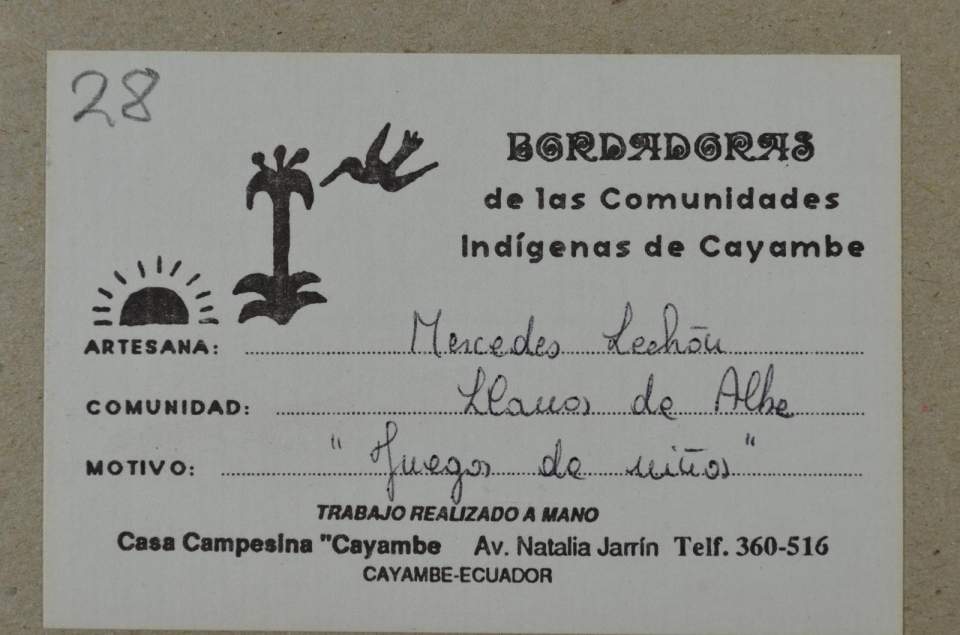 28
BORDADORAS
de las Comunidades
Indígenas de Cayambe
ARTESANA: Mercedes Lechón
COMUNIDAD: Llanos de Alba
MOTIVO: "Juegos de niños"
TRABAJO REALIZADO A MANO
Casa Campesina "Cayambe Av. Natalia Jarrín Telf. 360-516
CAYAMBE-ECUADOR